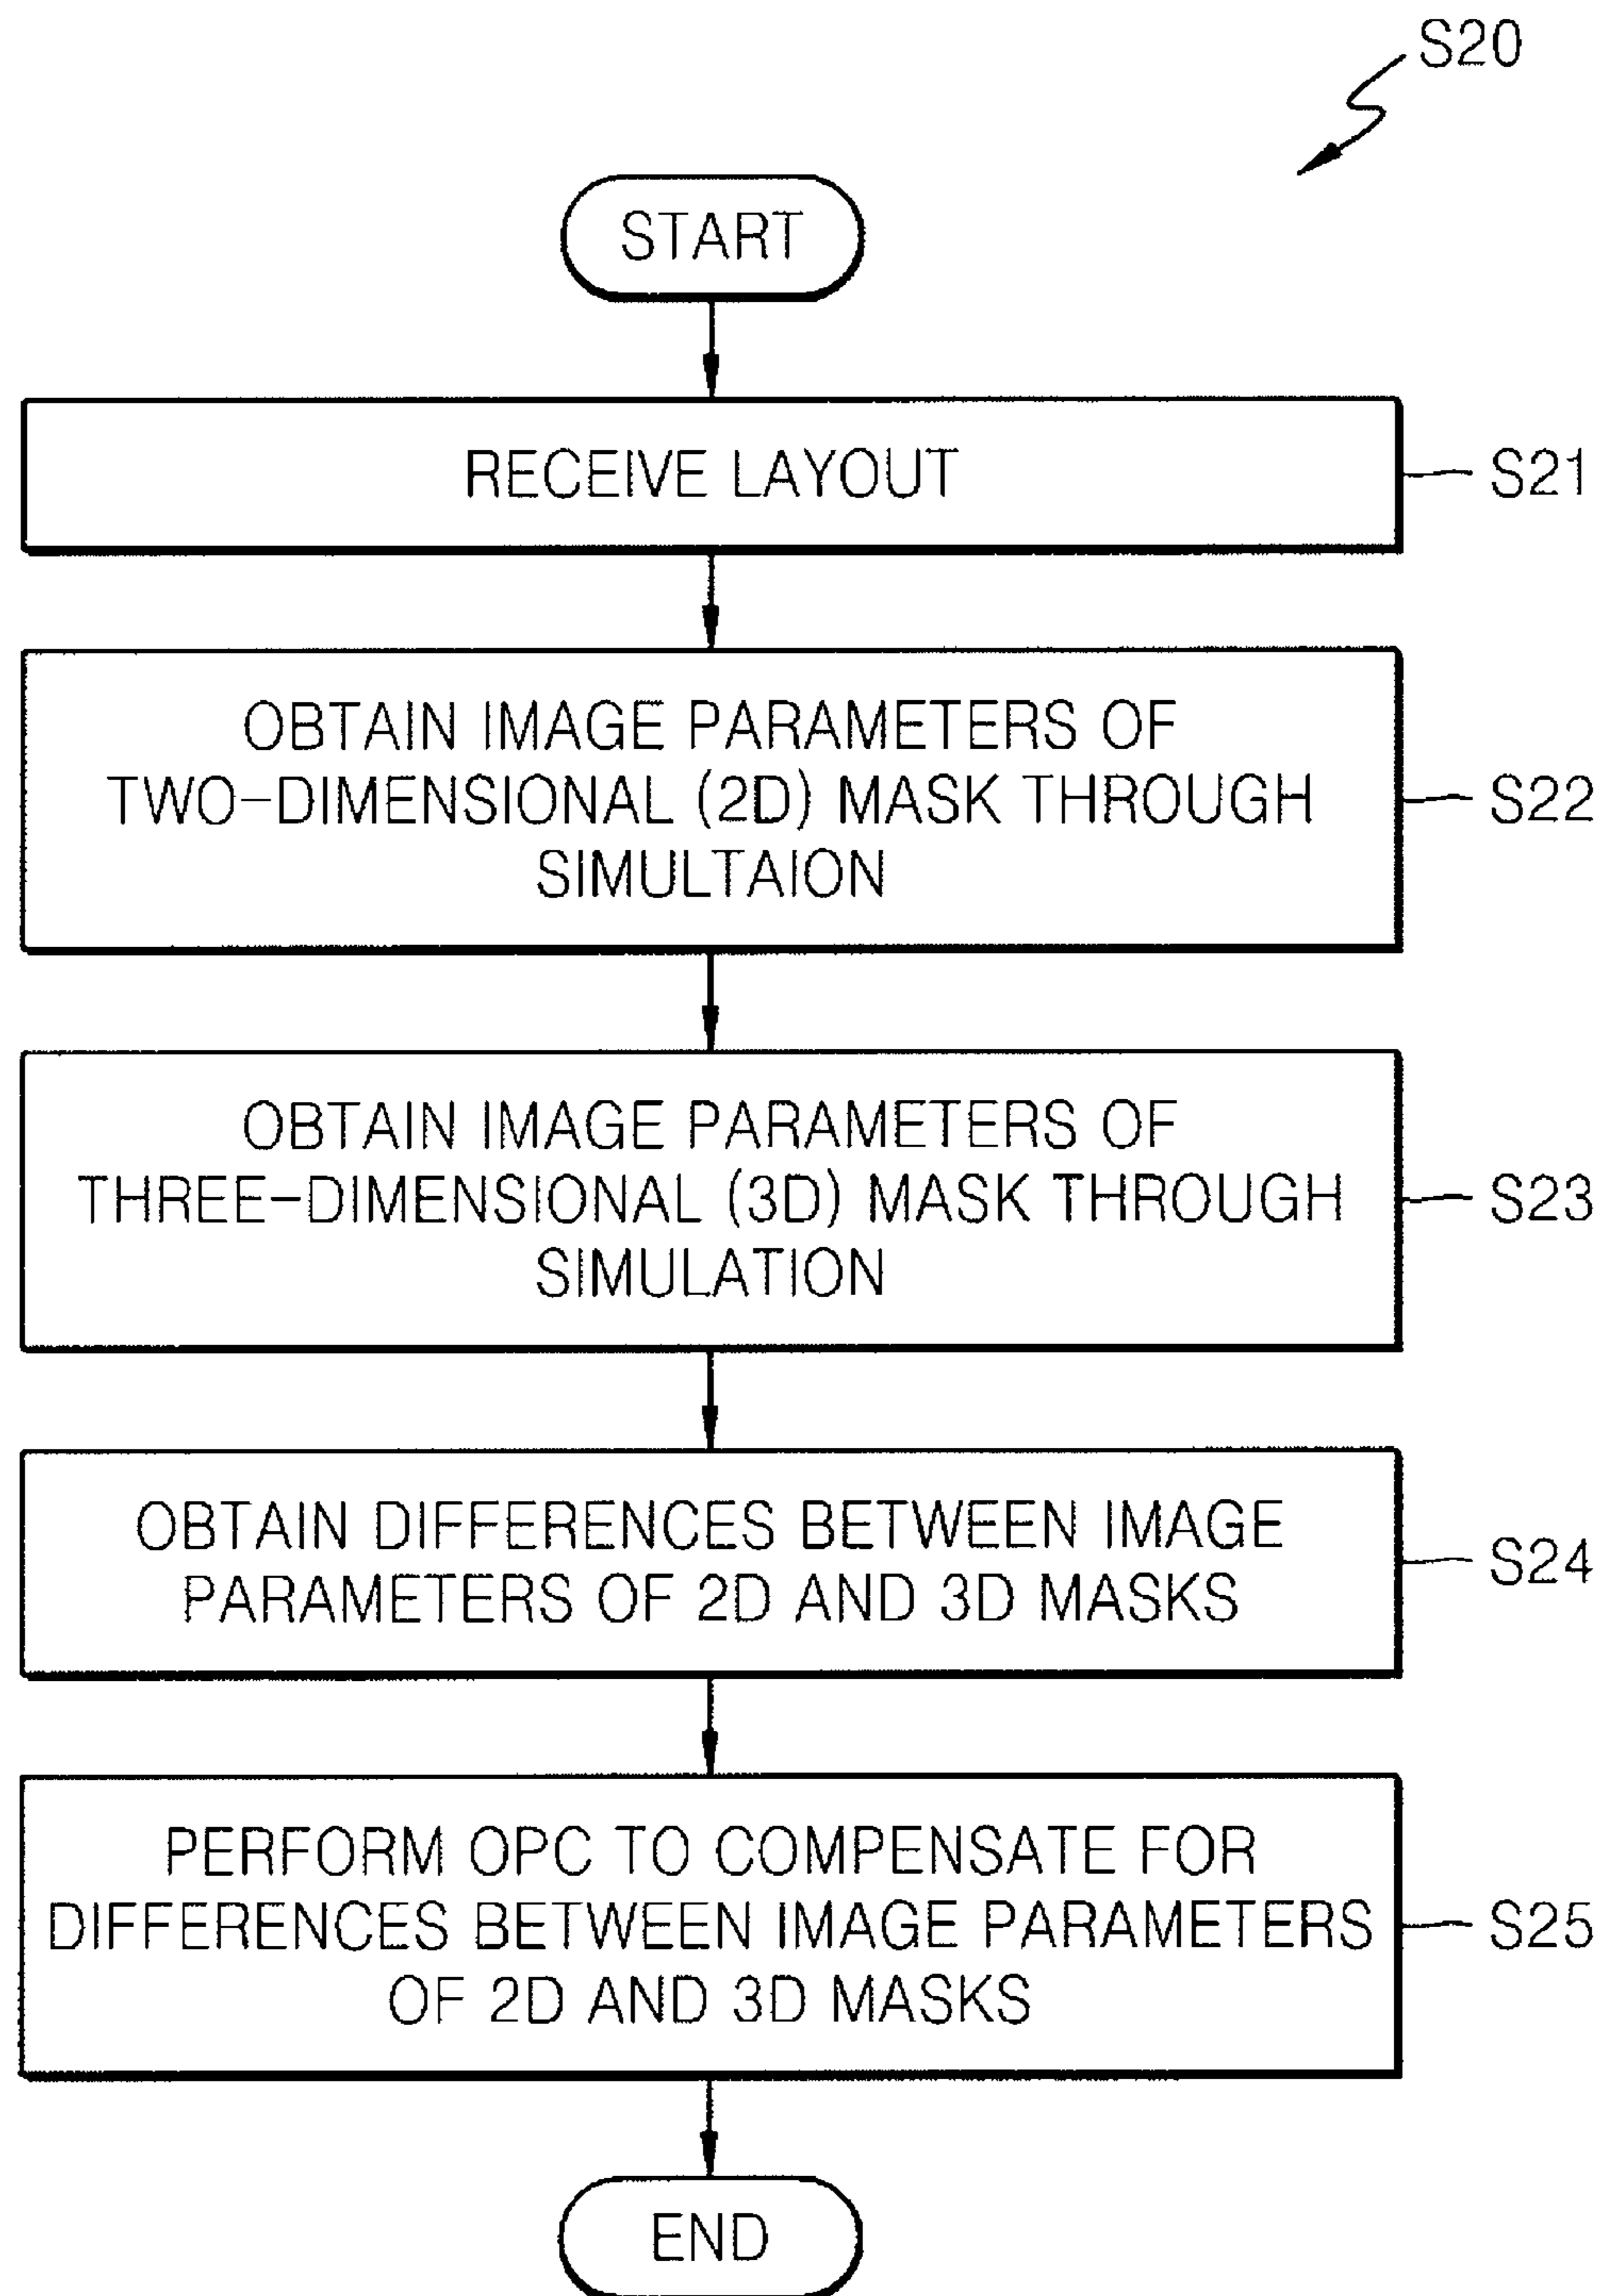 S20
START
RECEIVE LAYOUT
S21
OBTAIN IMAGE PARAMETERS OF
TWO-DIMENSIONAL (2D) MASK THROUGH
SIMULTAION
S22
OBTAIN IMAGE PARAMETERS OF
THREE-DIMENSIONAL (3D) MASK THROUGH
SIMULATION
S23
OBTAIN DIFFERENCES BETWEEN IMAGE
PARAMETERS OF 2D AND 3D MASKS
S24
PERFORM OPC TO COMPENSATE FOR
DIFFERENCES BETWEEN IMAGE PARAMETERS
OF 2D AND 3D MASKS
S25
END